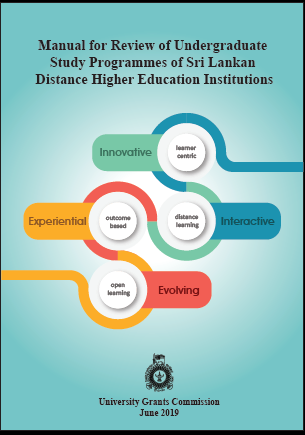 Manual for Review of Undergraduate
Study Programmes of Sri Lankan
Distance Higher Education Institutions
Innovative
learner
centric
Experiential
outcome
based
distance
learning
Interactive
open
learning
Evolving
University Grants Commission
June 2019